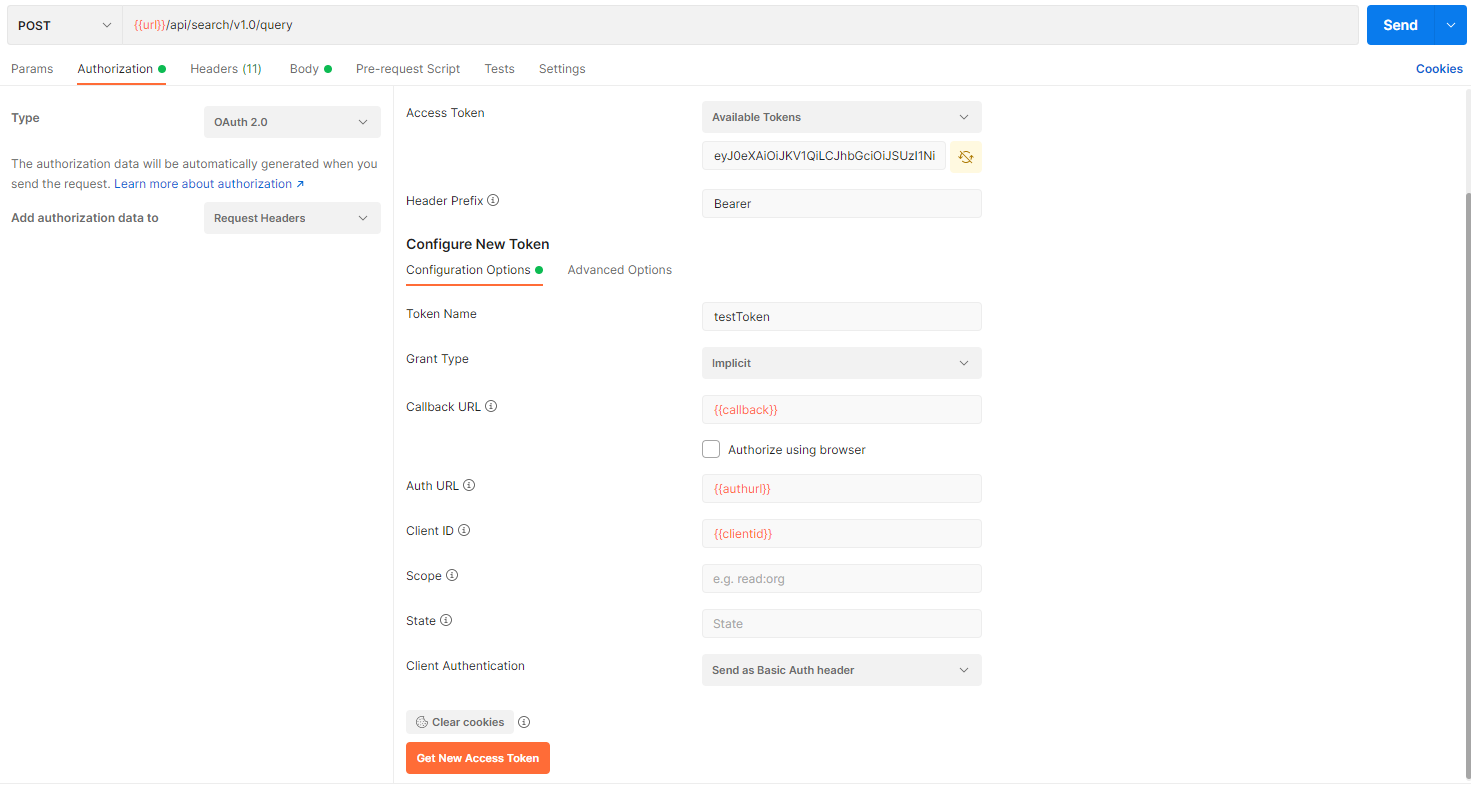 POST
{{url}}/api/search/v1.0/query
Send
Params
Authorization
Headers (11)
Body
Pre-request Script
Tests
Settings
Cookies
Type
OAuth 2.0
The authorization data will be automatically generated when you
send the request. Learn more about authorization ↗
Add authorization data to
Request Headers
Access Token
Available Tokens
eyJ0eXAiOiJKV1QiLCJhbGciOiJSUzI1Ni
Header Prefix
Bearer
Configure New Token
Configuration Options
Advanced Options
Token Name
testToken
Grant Type
Implicit
Callback URL
{{callback}}
Authorize using browser
Auth URL
{{authurl}}
Client ID
{{clientid}}
Scope
e.g. read:org
State
State
Client Authentication
Send as Basic Auth header
Clear cookies
Get New Access Token